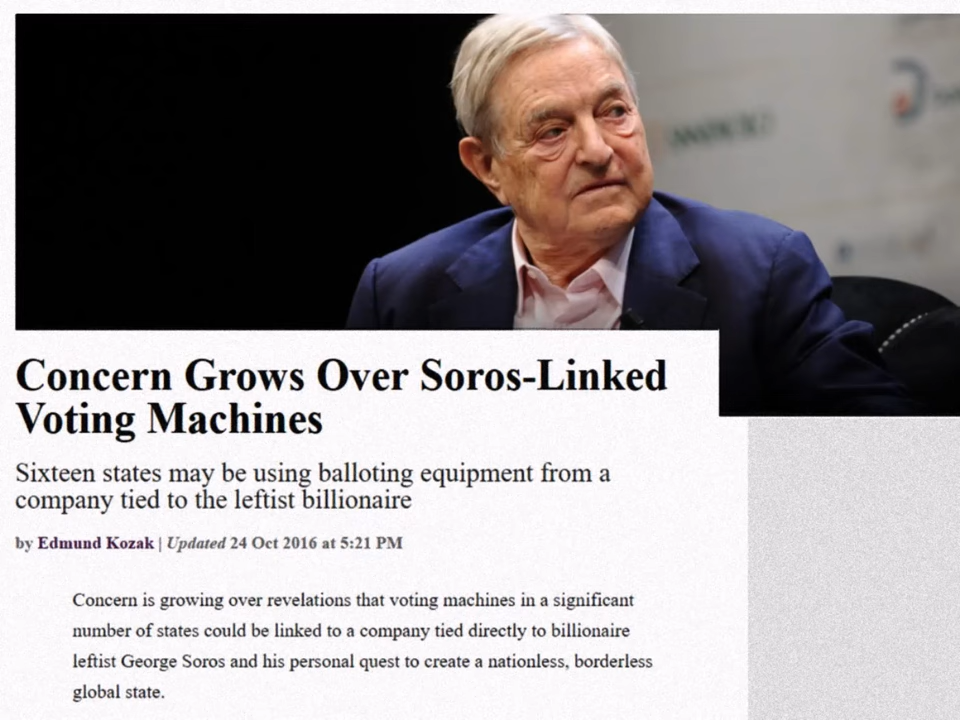 Concern Grows Over Soros-Linked
Voting Machines
Sixteen states may be using balloting equipment from a
company tied to the leftist billionaire
by Edmund Kozak | Updated 24 Oct 2016 at 5:21 PM
Concern is growing over revelations that voting machines in a significant
number of states could be linked to a company tied directly to billionaire
leftist George Soros and his personal quest to create a nationless, borderless
global state.